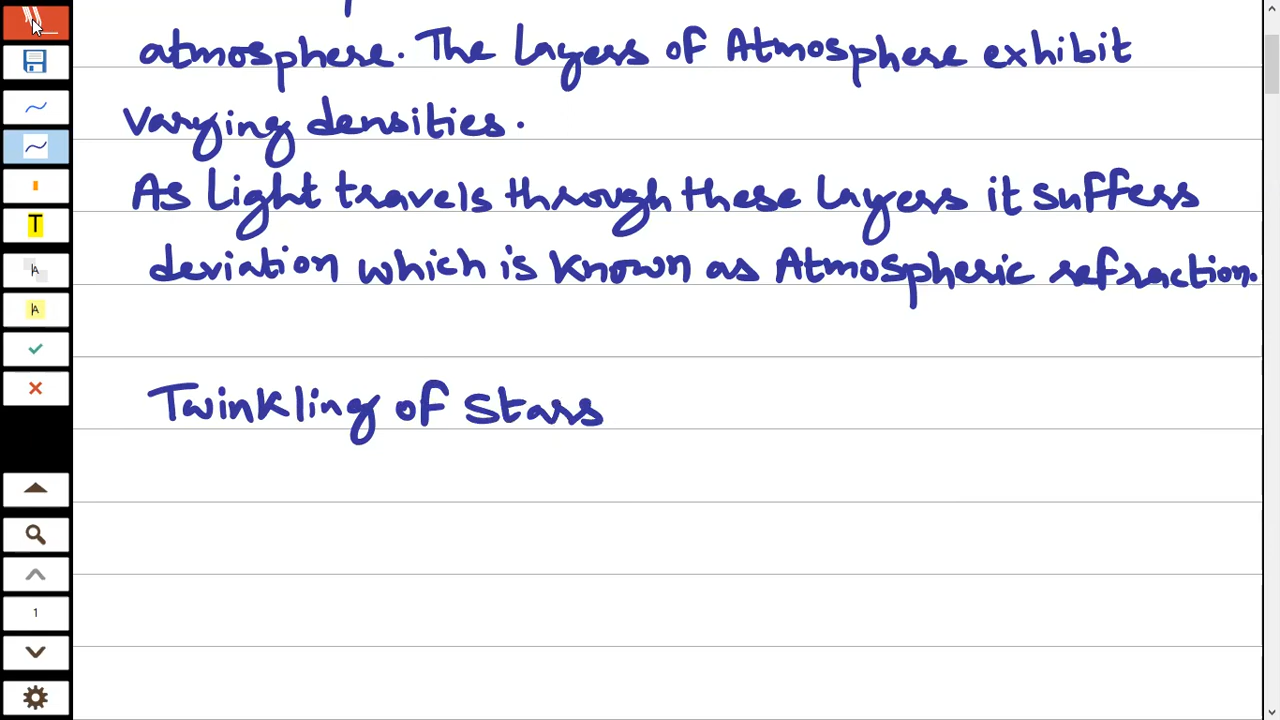 atmosphere. The layers of Atmosphere exhibit
varying densities.
As light travels through these layers it suffers
deviation which is known as Atmospheric refraction.
Twinkling of Stars
T
A
A
1